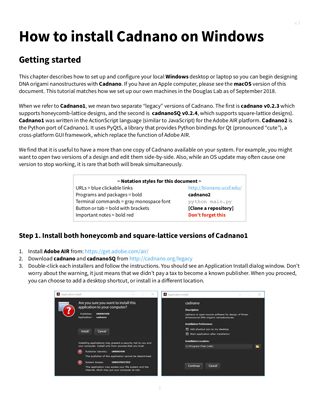 How to install Cadnano on Windows
Getting started
This chapter describes how to set up and configure your local Windows desktop or laptop so you can begin designing
DNA origami nanostructures with Cadnano. If you have an Apple computer, please see the macOS version of this
document. This tutorial matches how we set up our own machines in the Douglas Lab as of September 2018.
When we refer to Cadnano1, we mean two separate “legacy” versions of Cadnano. The first is cadnano v0.2.3 which
supports honeycomb-lattice designs, and the second is cadnanoSQ v0.2.4, which supports square-lattice designs).
Cadnano1 was written in the ActionScript language (similar to JavaScript) for the Adobe AIR platform. Cadnano2 is
the Python port of Cadnano1. It uses PyQt5, a library that provides Python bindings for Qt (pronounced “cute”), a
cross-platform GUI framework, which replace the function of Adobe AIR.
We find that it is useful to have a more than one copy of Cadnano available on your system. For example, you might
want to open two versions of a design and edit them side-by-side. Also, while an OS update may often cause one
version to stop working, it is rare that both will break simultaneously.
~ Notation styles for this document ~
URLs = blue clickable links http://bionano.ucsf.edu/
Programs and packages = bold cadnano2
Terminal commands = gray monospace font python main.py
Button or tab = bold with brackets [Clone a repository]
Important notes = bold red Don't forget this
Step 1. Install both honeycomb and square-lattice versions of Cadnano1
1. Install Adobe AIR from: https://get.adobe.com/air/
2. Download cadnano and cadnanoSQ from http://cadnano.org/legacy
3. Double-click each installers and follow the instructions. You should see an Application Install dialog window. Don't
worry about the warning, it just means that we didn't pay a tax to become a known publisher. When you proceed,
you can choose to add a desktop shortcut, or install in a different location.
Are you sure you want to install this
application to your computer?
Publisher: UNKNOWN
Application: cadnano
Install
Cancel
cadnano
Installation Preferences
Installation Location:
Continue
Cancel